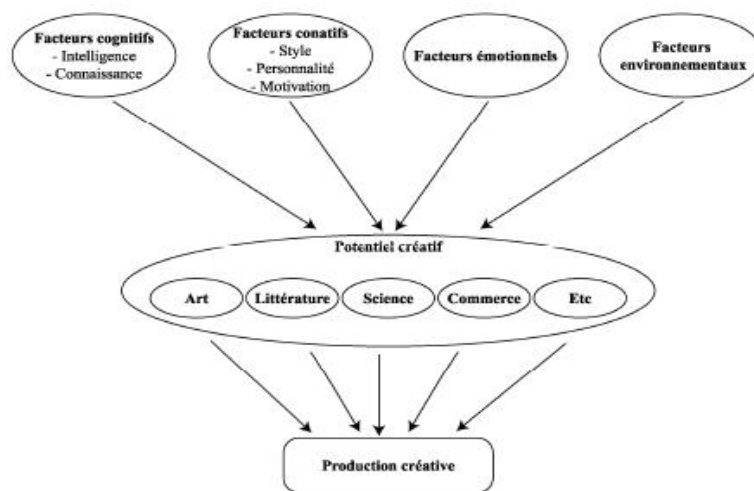 Facteurs cognitifs
- Intelligence
- Connaissance
Facteurs conatifs
- Style
- Personnalité
- Motivation
Facteurs émotionnels
Facteurs
environnementaux
Potentiel créatif
Art
Littérature
Science
Commerce
Etc
Production créative